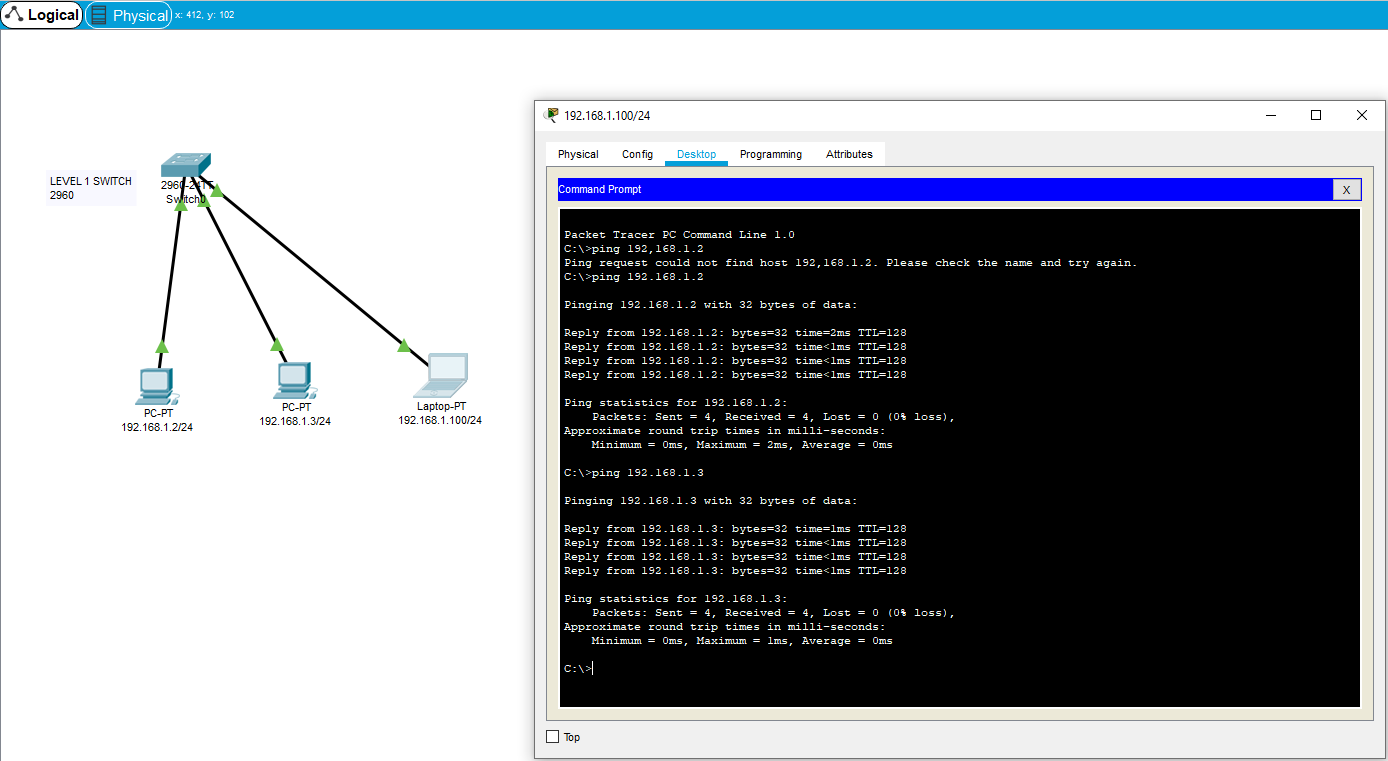 Logical Physical x: 412, y: 102
LEVEL 1 SWITCH
2960
2960-24TT
Switch0
PC-PT
192.168.1.2/24
PC-PT
192.168.1.3/24
Laptop-PT
192.168.1.100/24
192.168.1.100/24
Physical Config Desktop Programming Attributes
Command Prompt X
Packet Tracer PC Command Line 1.0
C:\>ping 192,168.1.2
Ping request could not find host 192,168.1.2. Please check the name and try again.
C:\>ping 192.168.1.2
Pinging 192.168.1.2 with 32 bytes of data:
Reply from 192.168.1.2: bytes=32 time=2ms TTL=128
Reply from 192.168.1.2: bytes=32 time<1ms TTL=128
Reply from 192.168.1.2: bytes=32 time<1ms TTL=128
Reply from 192.168.1.2: bytes=32 time<1ms TTL=128
Ping statistics for 192.168.1.2:
Packets: Sent = 4, Received = 4, Lost = 0 (0% loss),
Approximate round trip times in milli-seconds:
Minimum = 0ms, Maximum = 2ms, Average = 0ms
C:\>ping 192.168.1.3
Pinging 192.168.1.3 with 32 bytes of data:
Reply from 192.168.1.3: bytes=32 time=1ms TTL=128
Reply from 192.168.1.3: bytes=32 time<1ms TTL=128
Reply from 192.168.1.3: bytes=32 time<1ms TTL=128
Reply from 192.168.1.3: bytes=32 time<1ms TTL=128
Ping statistics for 192.168.1.3:
Packets: Sent = 4, Received = 4, Lost = 0 (0% loss),
Approximate round trip times in milli-seconds:
Minimum = 0ms, Maximum = 1ms, Average = 0ms
C:\>
Top